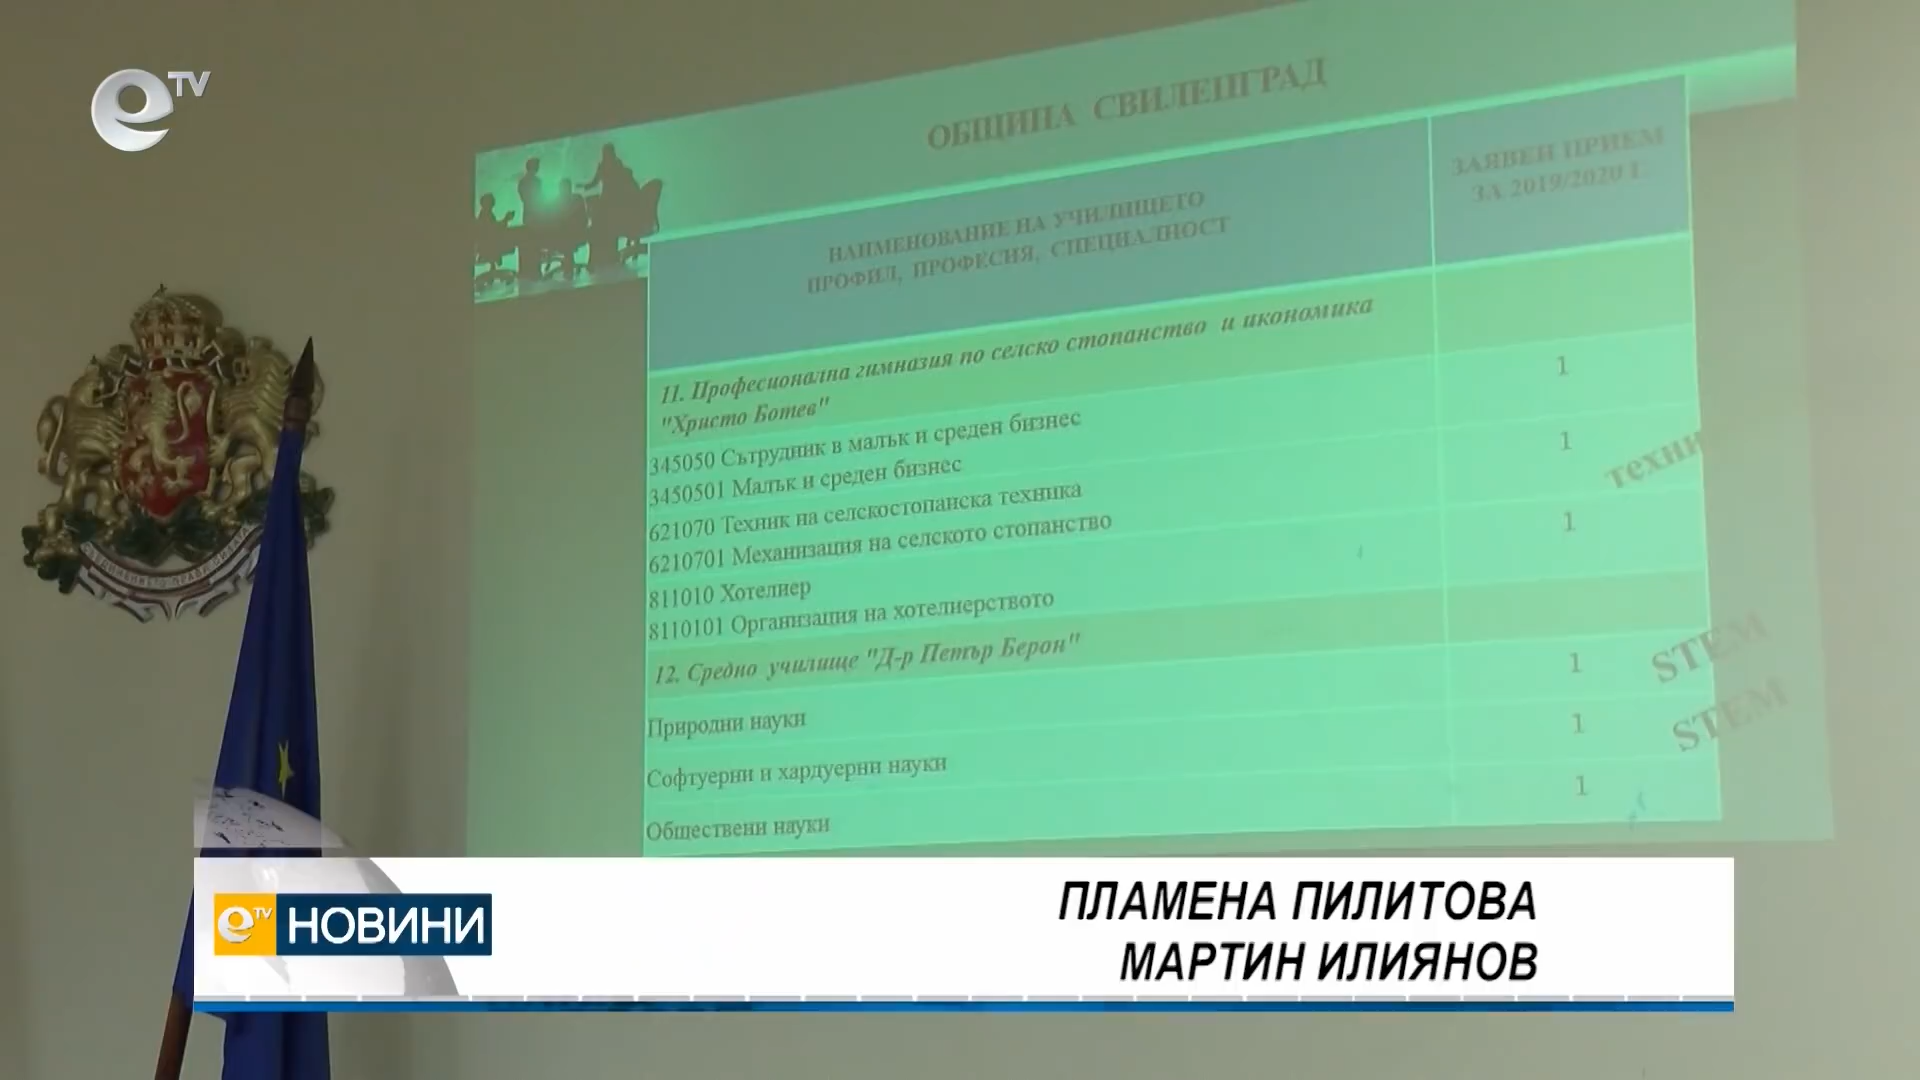 e TV
ОБЩИНА СВИЛЕНГРАД
НАИМЕНОВАНИЕ НА УЧИЛИЩЕТО
ПРОФИЛ, ПРОФЕСИЯ, СПЕЦИАЛНОСТ
ЗАЯВЕН ПРИЕМ
ЗА 2019/2020 г.
11. Професионална гимназия по селско стопанство и икономика
"Христо Ботев"
345050 Сътрудник в малък и среден бизнес
3450501 Малък и среден бизнес
1
621070 Техник на селскостопанска техника
6210701 Механизация на селското стопанство
1
техни
811010 Хотелиер
8110101 Организация на хотелиерството
1
12. Средно училище "Д-р Петър Берон"
Природни науки
1
STEM
Софтуерни и хардуерни науки
1
STEM
Обществени науки
1
e TV НОВИНИ
ПЛАМЕНА ПИЛИТОВА
МАРТИН ИЛИЯНОВ